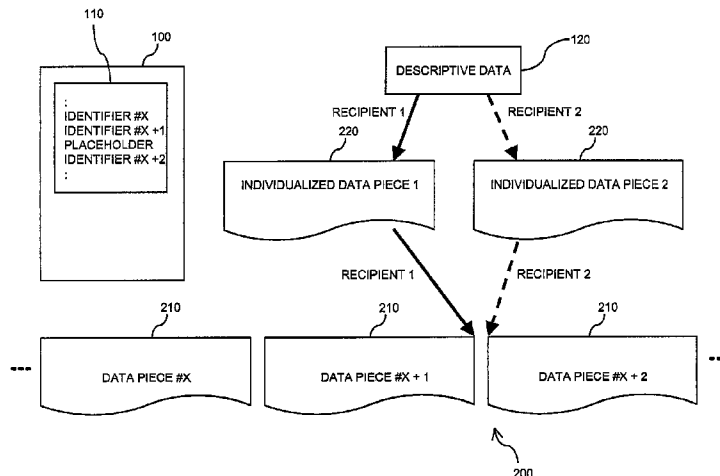 110
100
:
IDENTIFIER #X
IDENTIFIER #X +1
PLACEHOLDER
IDENTIFIER #X +2
:
120
DESCRIPTIVE DATA
RECIPIENT 1
RECIPIENT 2
220
220
INDIVIDUALIZED DATA PIECE 1
INDIVIDUALIZED DATA PIECE 2
RECIPIENT 1
RECIPIENT 2
210
210
210
DATA PIECE #X
DATA PIECE #X + 1
DATA PIECE #X + 2
200